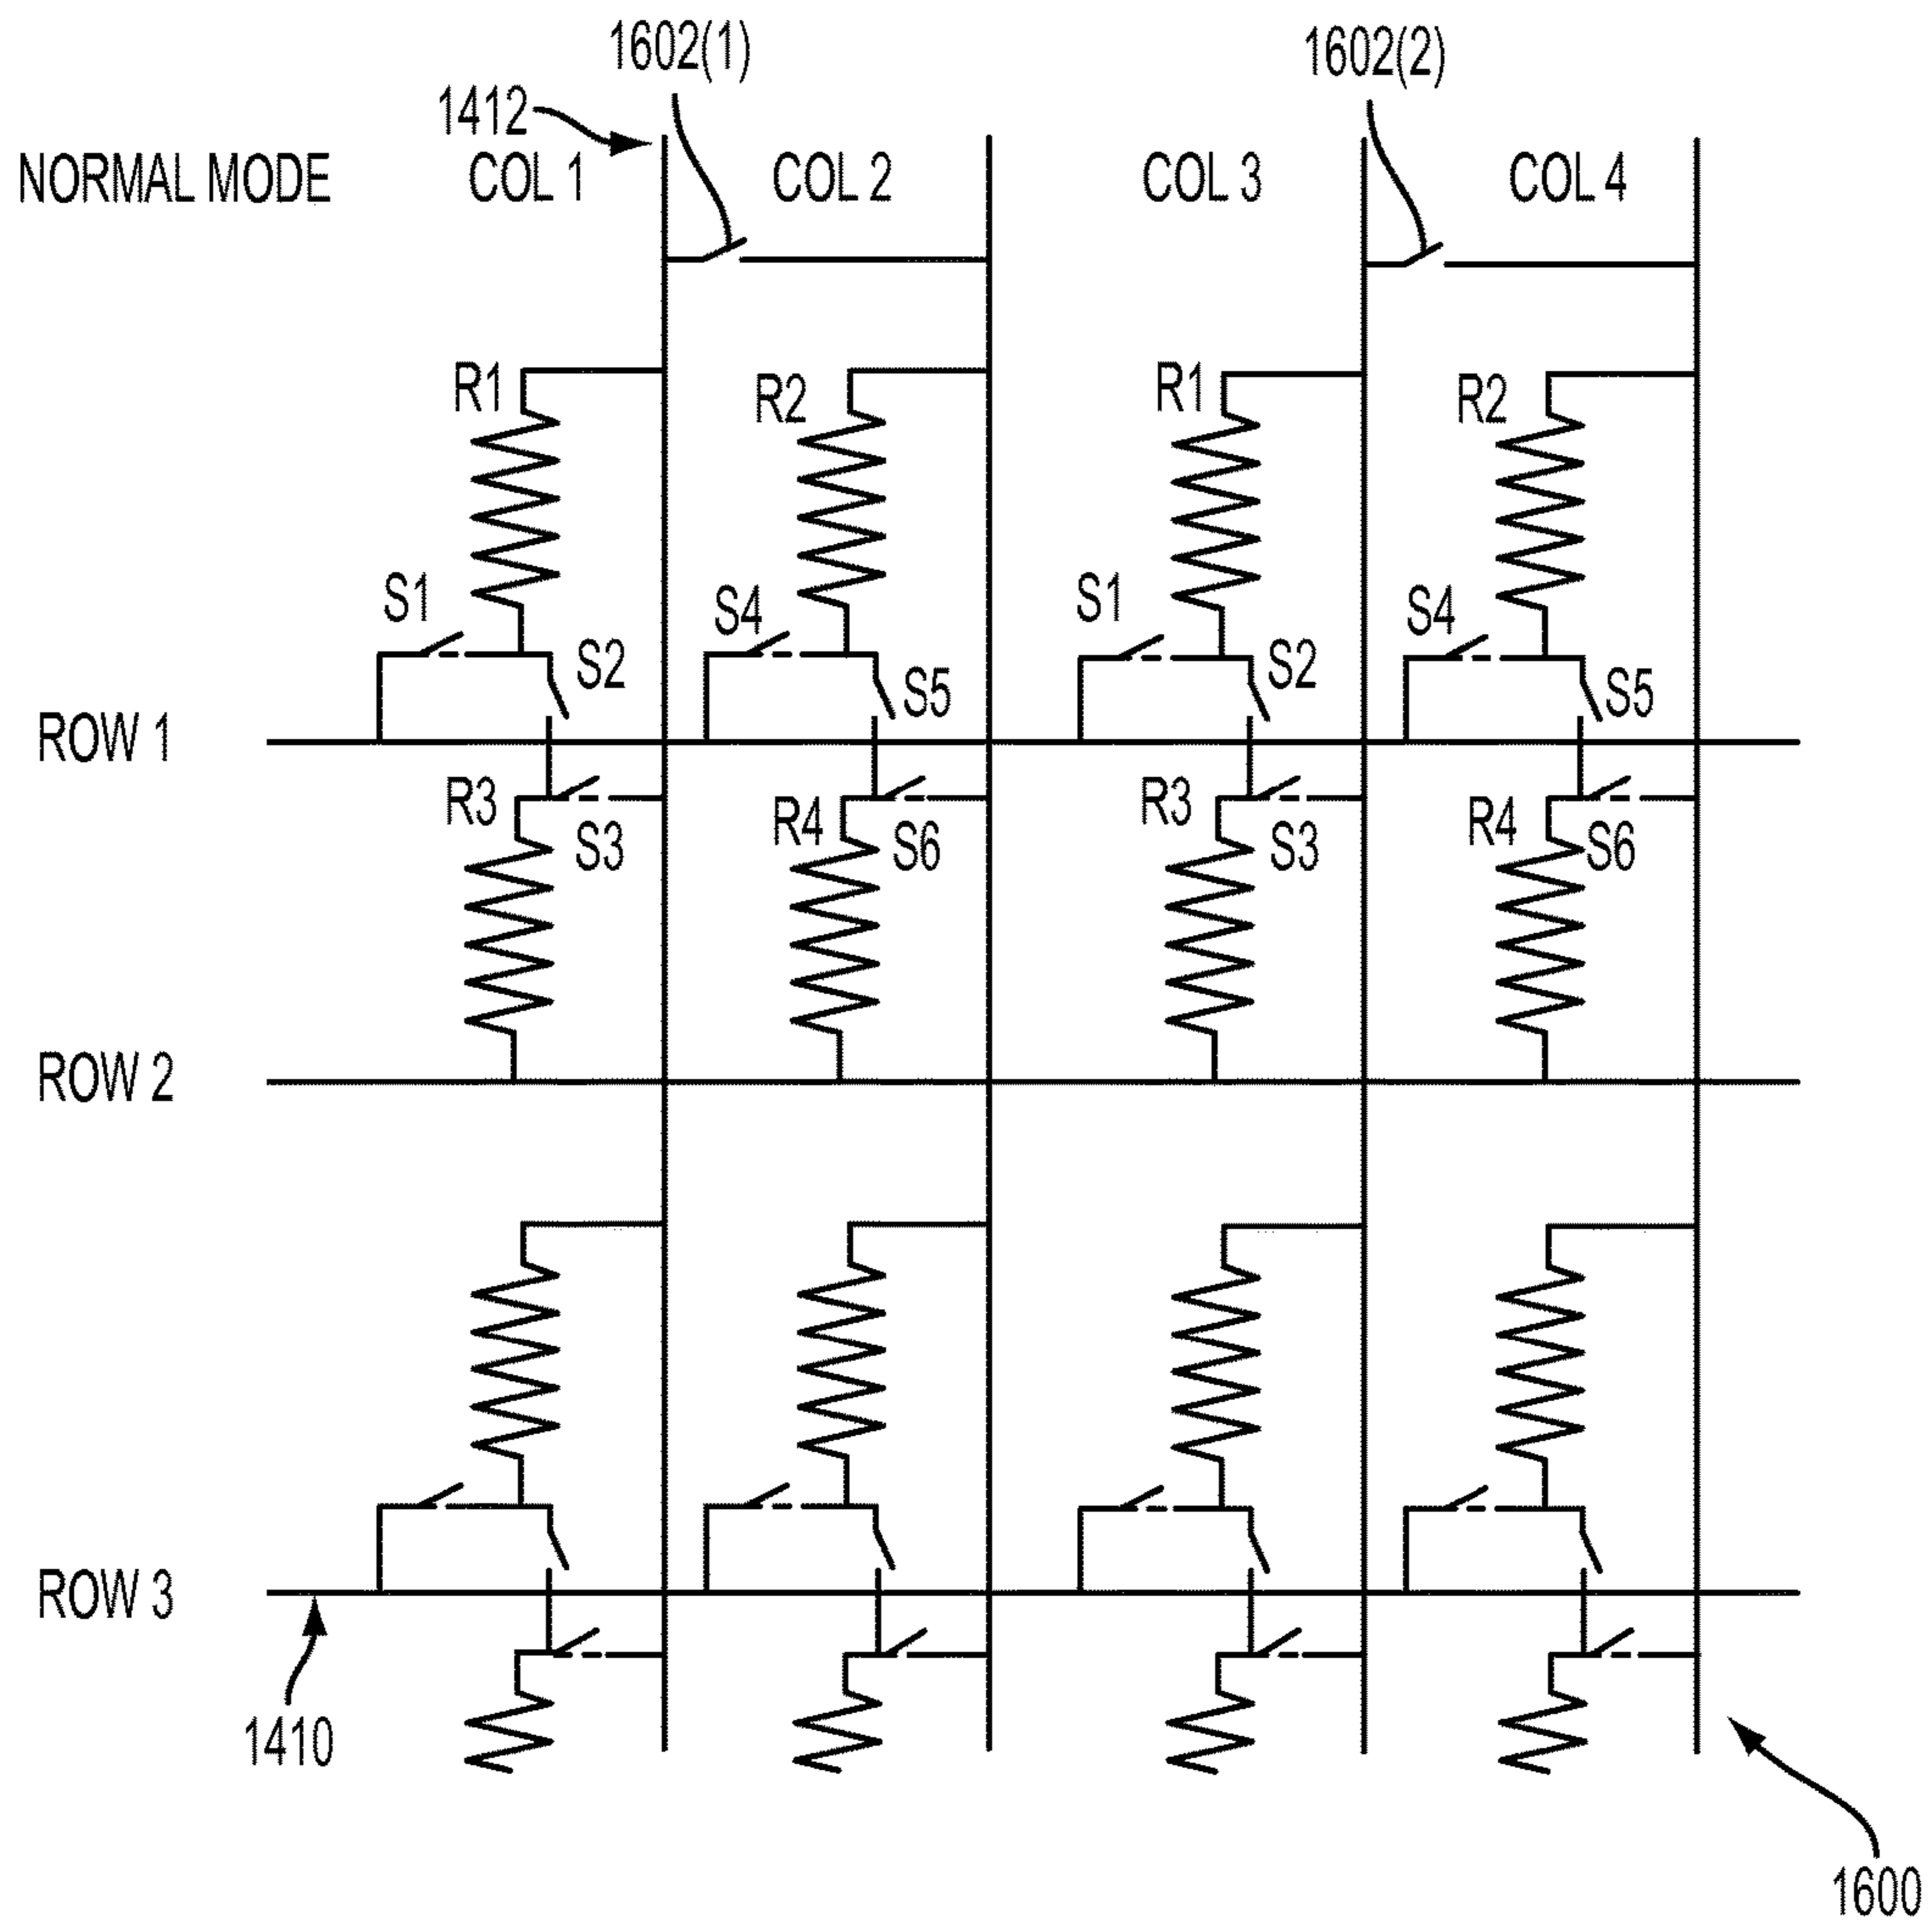 1602(1)
1602(2)
1412
NORMAL MODE
COL 1
COL 2
COL 3
COL 4
R1
R2
R1
R2
S1
S4
S1
S4
S2
S5
S2
S5
ROW 1
R3
R4
R3
R4
S3
S6
S3
S6
ROW 2
ROW 3
1410
1600